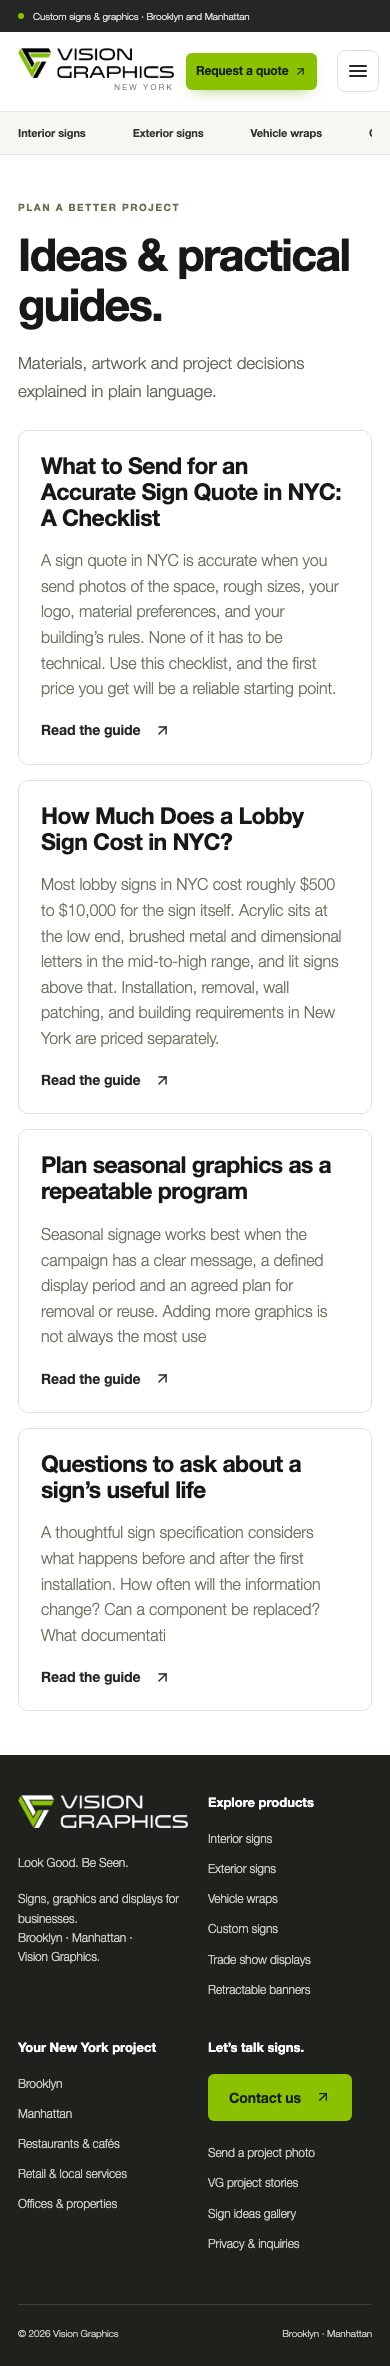 Custom signs & graphics · Brooklyn and Manhattan
VISION
GRAPHICS
NEW YORK
Request a quote
Interior signs
Exterior signs
Vehicle wraps
PLAN A BETTER PROJECT
Ideas & practical
guides.
Materials, artwork and project decisions
explained in plain language.
What to Send for an
Accurate Sign Quote in NYC:
A Checklist
A sign quote in NYC is accurate when you
send photos of the space, rough sizes, your
logo, material preferences, and your
building’s rules. None of it has to be
technical. Use this checklist, and the first
price you get will be a reliable starting point.
Read the guide
How Much Does a Lobby
Sign Cost in NYC?
Most lobby signs in NYC cost roughly $500
to $10,000 for the sign itself. Acrylic sits at
the low end, brushed metal and dimensional
letters in the mid-to-high range, and lit signs
above that. Installation, removal, wall
patching, and building requirements in New
York are priced separately.
Read the guide
Plan seasonal graphics as a
repeatable program
Seasonal signage works best when the
campaign has a clear message, a defined
display period and an agreed plan for
removal or reuse. Adding more graphics is
not always the most use
Read the guide
Questions to ask about a
sign’s useful life
A thoughtful sign specification considers
what happens before and after the first
installation. How often will the information
change? Can a component be replaced?
What documentati
Read the guide
VISION
GRAPHICS
Look Good. Be Seen.
Signs, graphics and displays for
businesses.
Brooklyn · Manhattan ·
Vision Graphics.
Explore products
Interior signs
Exterior signs
Vehicle wraps
Custom signs
Trade show displays
Retractable banners
Your New York project
Brooklyn
Manhattan
Restaurants & cafés
Retail & local services
Offices & properties
Let’s talk signs.
Contact us
Send a project photo
VG project stories
Sign ideas gallery
Privacy & inquiries
© 2026 Vision Graphics
Brooklyn · Manhattan